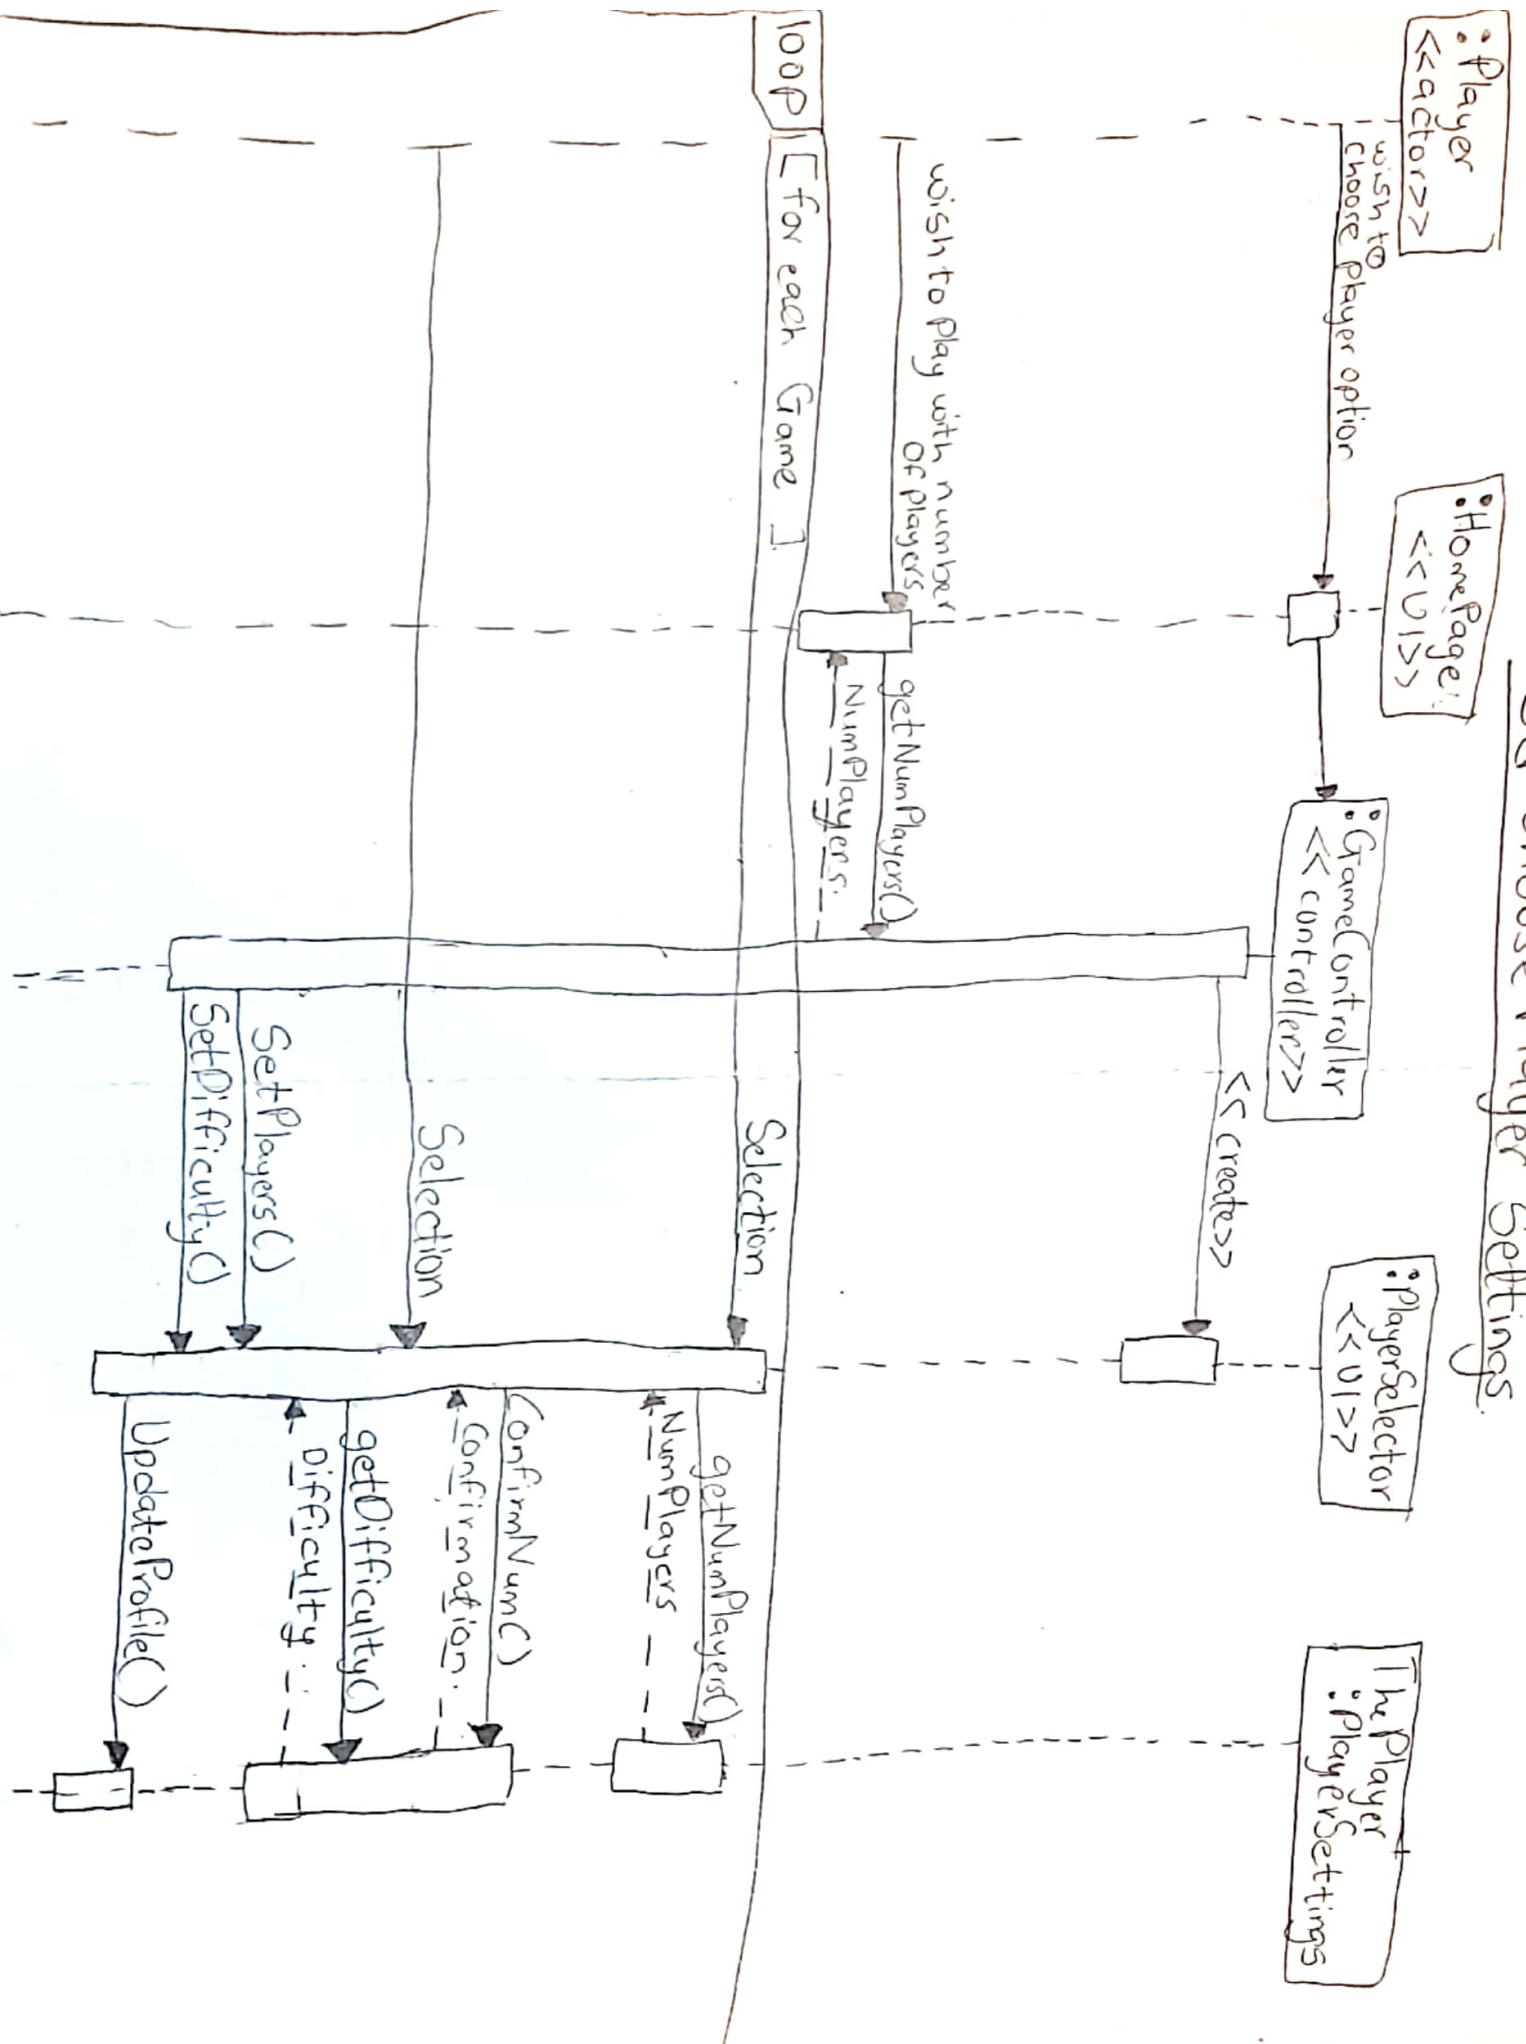 Choose Player Settings.
:Player
<<actor>>
:HomePage
<<UI>>
:GameController
<<controller>>
:PlayerSelector
<<UI>>
ThePlayer
:PlayerSettings
wish to
choose player option
<<create>>
wish to play with number
of players
getNumPlayers()
NumPlayers.
loop
[for each Game]
Selection
getNumPlayers()
NumPlayers
ConfirmNum()
Confirmation.
Selection
getDifficulty()
Difficulty.
SetPlayers()
SetDifficulty()
UpdateProfile()